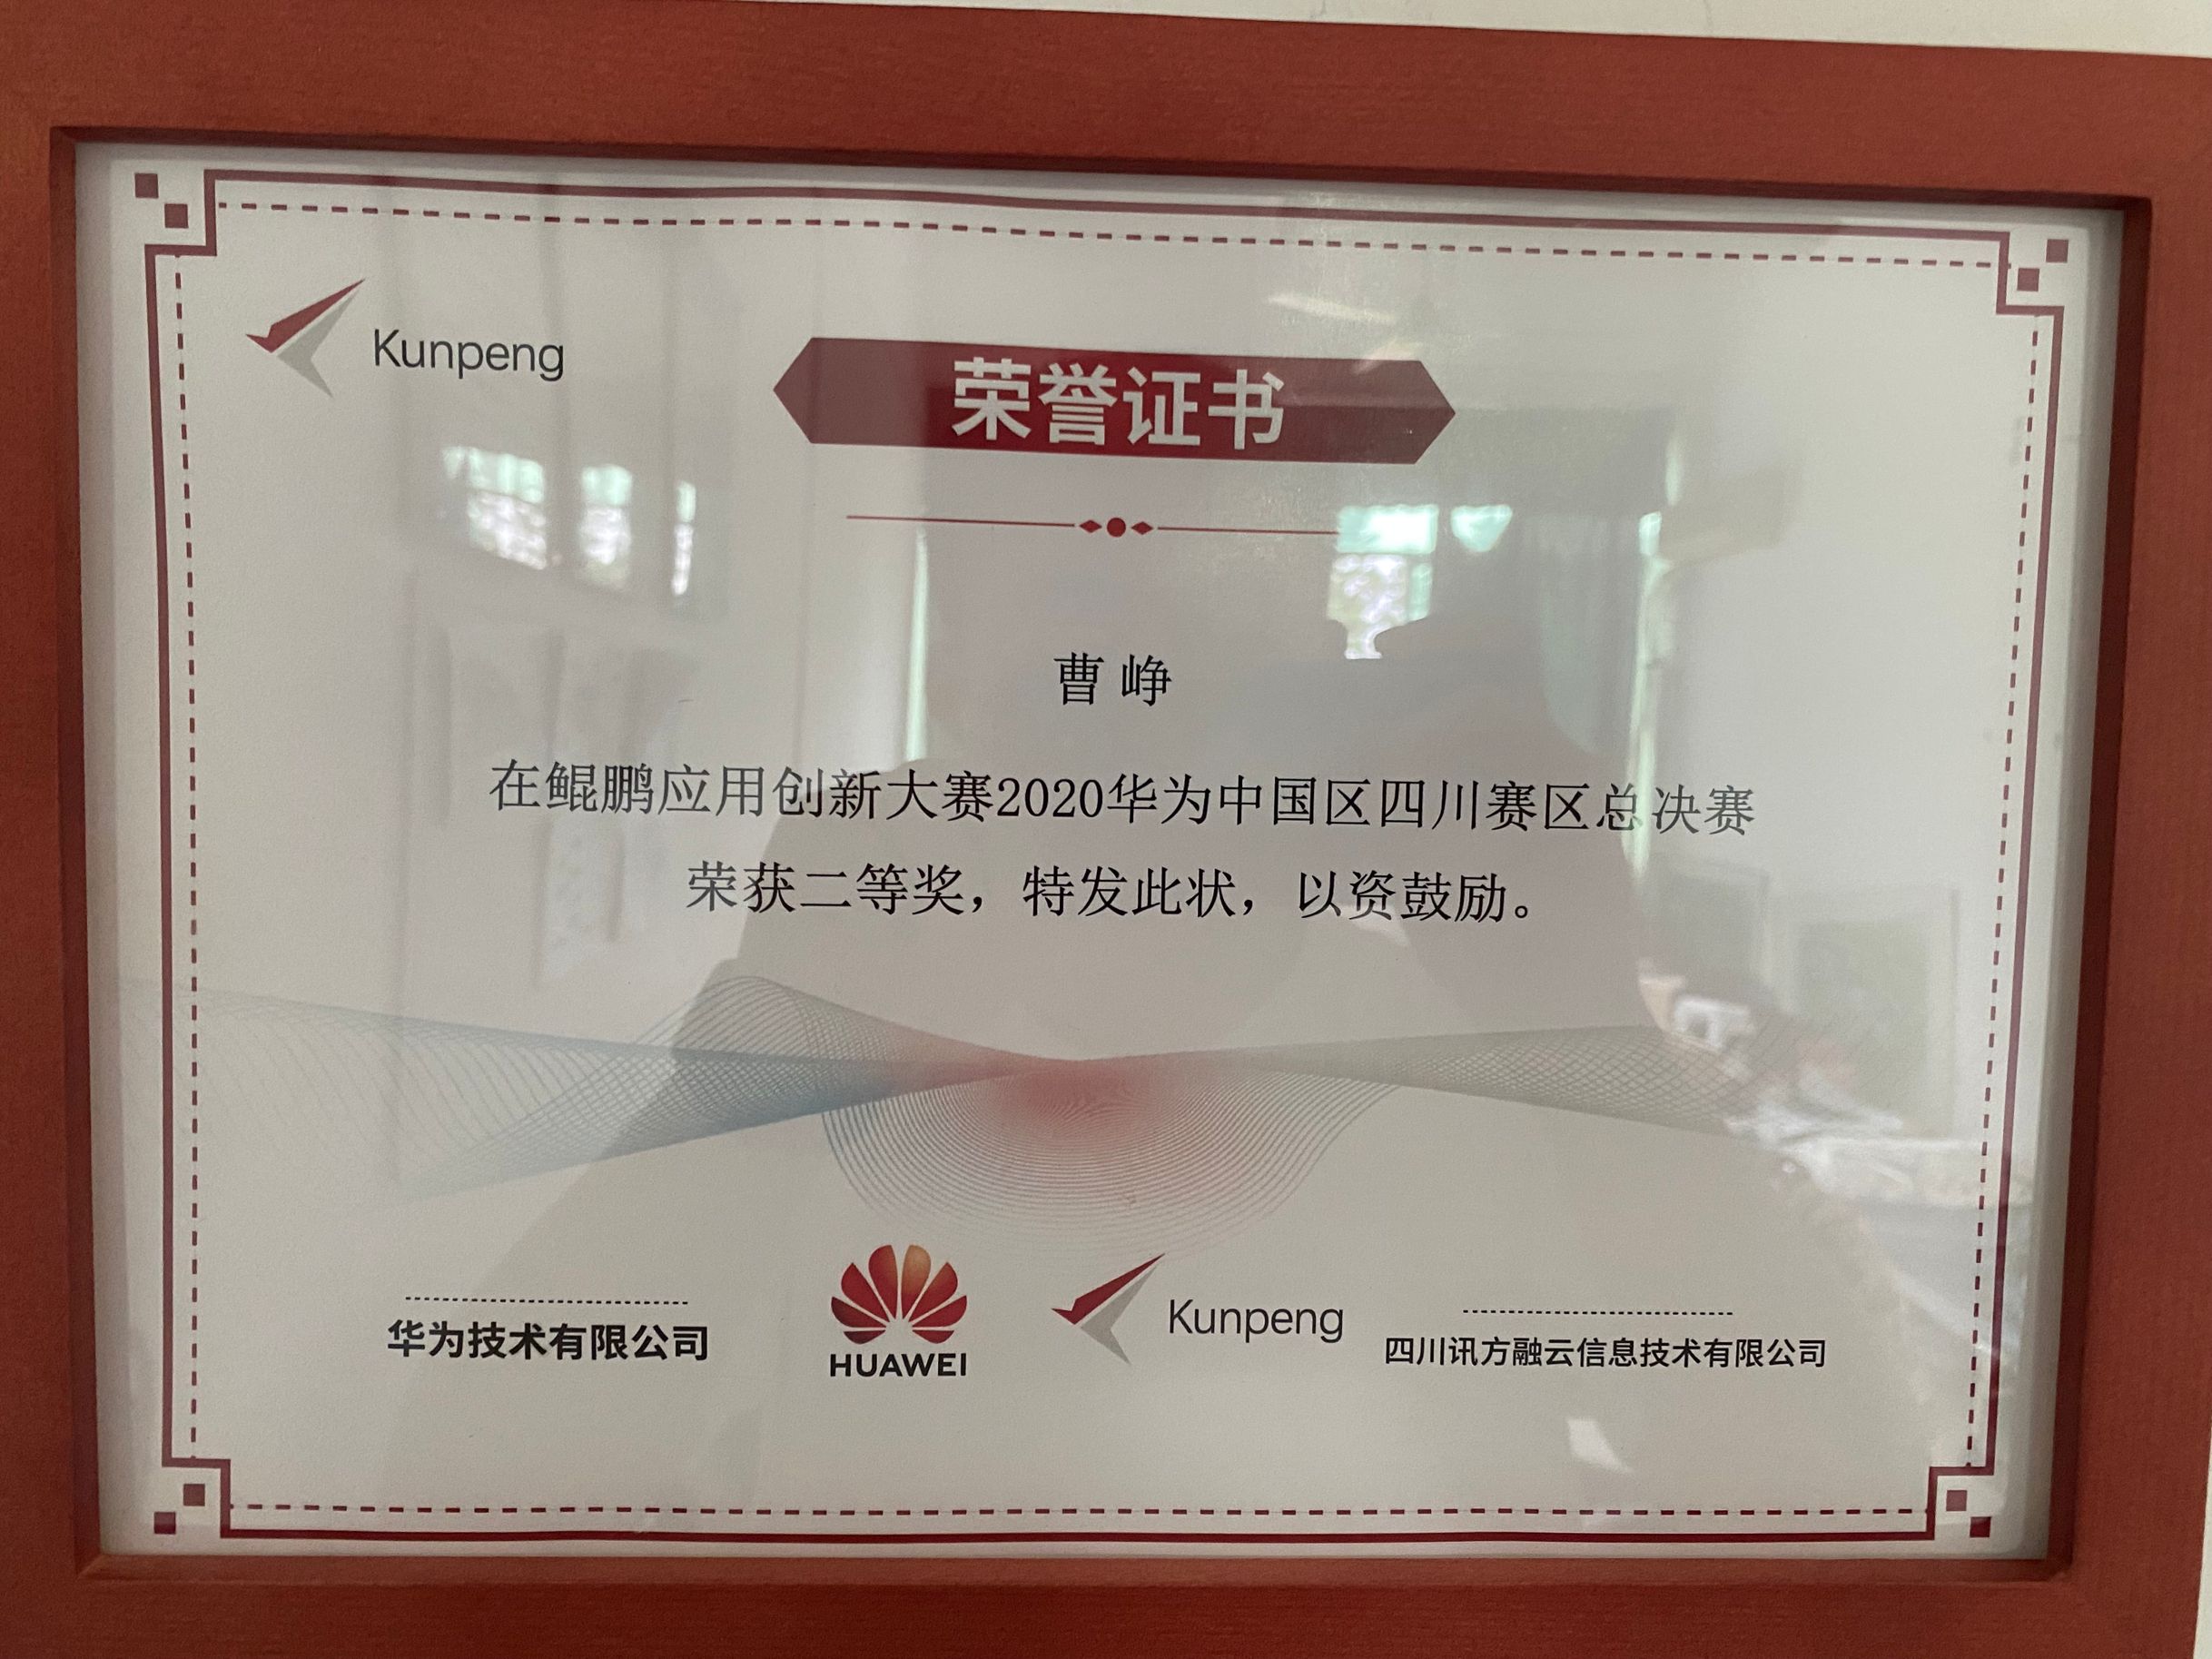 Kunpeng
荣誉证书
曹 峥
在鲲鹏应用创新大赛2020华为中国区四川赛区总决赛
荣获二等奖，特发此状，以资鼓励。
华为技术有限公司
HUAWEI
Kunpeng
四川讯方融云信息技术有限公司